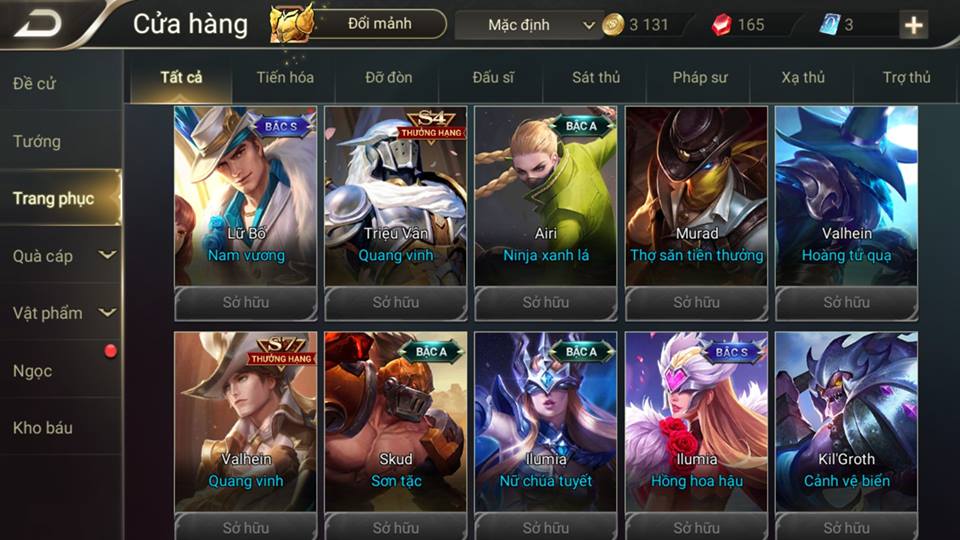 Cửa hàng
Đổi mảnh
Mặc định
3 131
165
3
Đề cử
Tướng
Trang phục
Quà cáp
Vật phẩm
Ngọc
Kho báu
Tất cả
Tiến hóa
Đỡ đòn
Đấu sĩ
Sát thủ
Pháp sư
Xạ thủ
Trợ thủ
BẬC S
Lữ Bố
Nam vương
Sở hữu
S4
THƯỞNG HẠNG
Triệu Vân
Quang vinh
Sở hữu
BẬC A
Airi
Ninja xanh lá
Sở hữu
Murad
Thợ săn tiền thưởng
Sở hữu
Valhein
Hoàng tử quạ
Sở hữu
S7
THƯỞNG HẠNG
Valhein
Quang vinh
Sở hữu
BẬC A
Skud
Sơn tặc
Sở hữu
BẬC A
Ilumia
Nữ chúa tuyết
Sở hữu
BẬC S
Ilumia
Hồng hoa hậu
Sở hữu
Kil'Groth
Cảnh vệ biển
Sở hữu